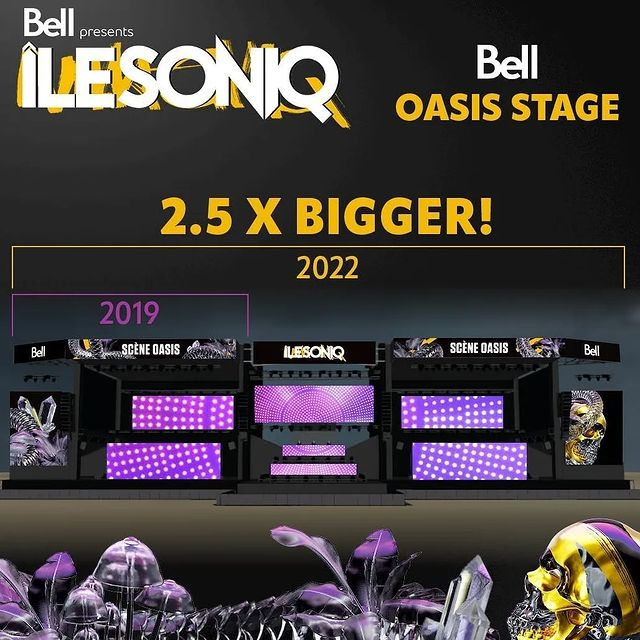 Bell presents
ÎLESONIQ
Bell
OASIS STAGE
2.5 X BIGGER!
2022
2019
Bell
SCÈNE OASIS
ÎLESONIQ
SCÈNE OASIS
Bell